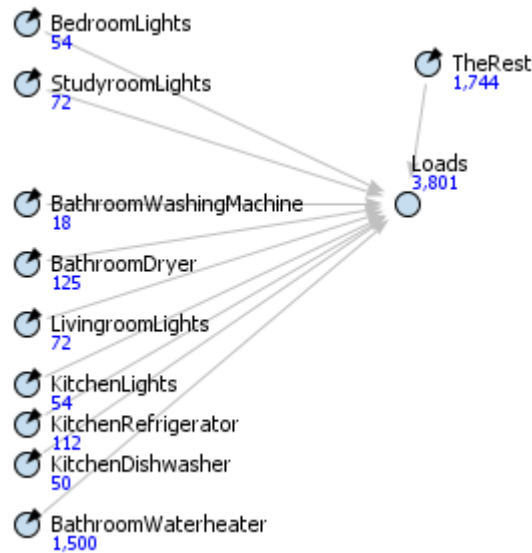 BedroomLights
54
StudyroomLights
72
TheRest
1,744
Loads
3,801
BathroomWashingMachine
18
BathroomDryer
125
LivingroomLights
72
KitchenLights
54
KitchenRefrigerator
112
KitchenDishwasher
50
BathroomWaterheater
1,500